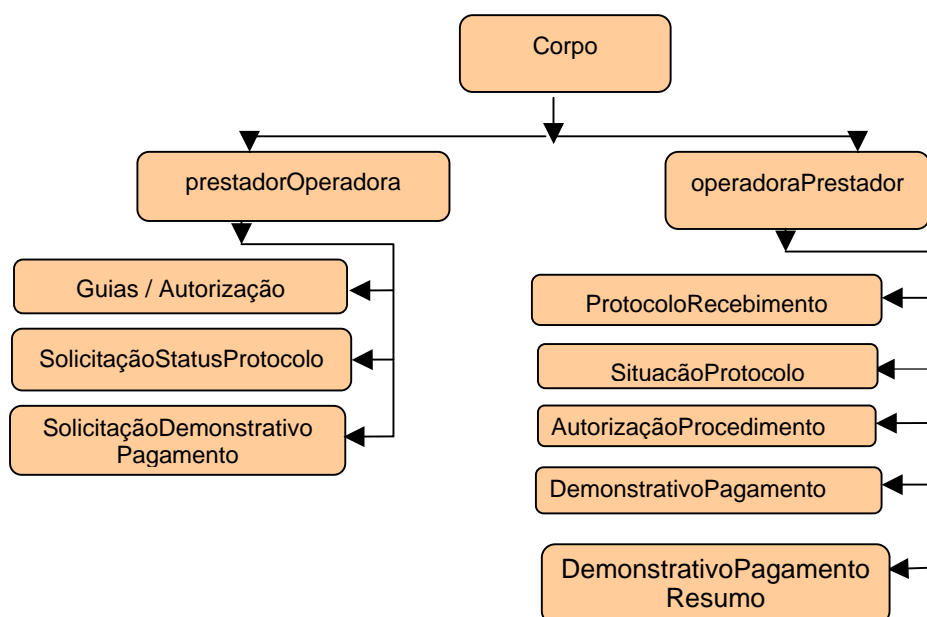 Corpo
prestadorOperadora
operadoraPrestador
Guias / Autorização
SolicitaçãoStatusProtocolo
SolicitaçãoDemonstrativo
Pagamento
ProtocoloRecebimento
SituacãoProtocolo
AutorizaçãoProcedimento
DemonstrativoPagamento
DemonstrativoPagamento
Resumo